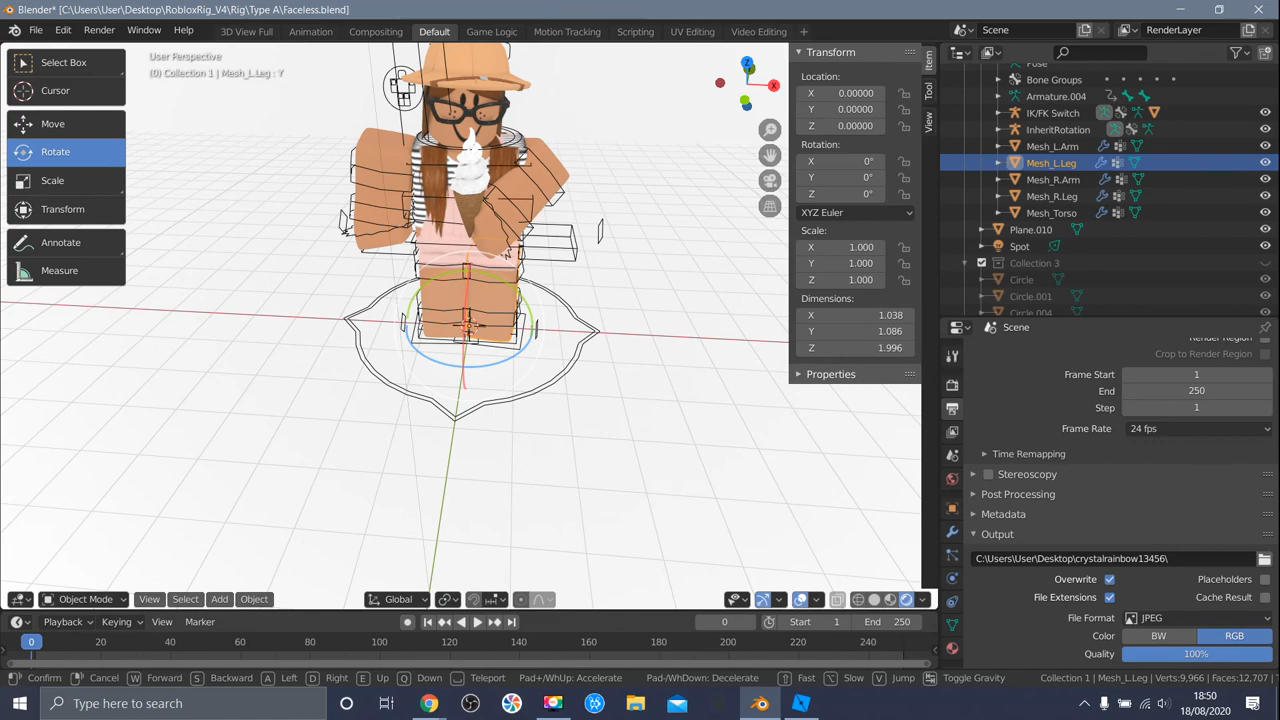 Blender* [C:\Users\User\Desktop\RobloxRig_V4\Rig\Type A\Faceless.blend]
File Edit Render Window Help 3D View Full Animation Compositing Default Game Logic Motion Tracking Scripting UV Editing Video Editing Scene RenderLayer
User Perspective
(0) Collection 1 | Mesh_L.Leg : Y
Select Box
Cursor
Move
Rotate
Scale
Transform
Annotate
Measure
Z
X
Transform
Location:
X 0.00000
Y 0.00000
Z 0.00000
Rotation:
X 0°
Y 0°
Z 0°
XYZ Euler
Scale:
X 1.000
Y 1.000
Z 1.000
Dimensions:
X 1.038
Y 1.086
Z 1.996
Properties
Item
Tool
View
Pose
Bone Groups
Armature.004
IK/FK Switch
InheritRotation
Mesh_L.Arm
Mesh_L.Leg
Mesh_R.Arm
Mesh_R.Leg
Mesh_Torso
Plane.010
Spot
Collection 3
Circle
Circle.001
Circle.004
Scene
Render Region
Crop to Render Region
Frame Start 1
End 250
Step 1
Frame Rate 24 fps
Time Remapping
Stereoscopy
Post Processing
Metadata
Output
C:\Users\User\Desktop\crystalrainbow13456\
Overwrite Placeholders
File Extensions Cache Result
File Format JPEG
Color BW RGB
Quality 100%
Object Mode View Select Add Object Global
Playback Keying View Marker 0 Start 1 End 250
0 20 40 60 80 100 120 140 160 180 200 220 240
Confirm W Forward S Backward A Left D Right E Up Q Down Teleport Pad+/WhUp: Accelerate Pad-/WhDown: Decelerate Fast Slow V Jump Toggle Gravity Collection 1 | Mesh_L.Leg | Verts:9,966 | Faces:12,707 |
Type here to search
18:50
18/08/2020